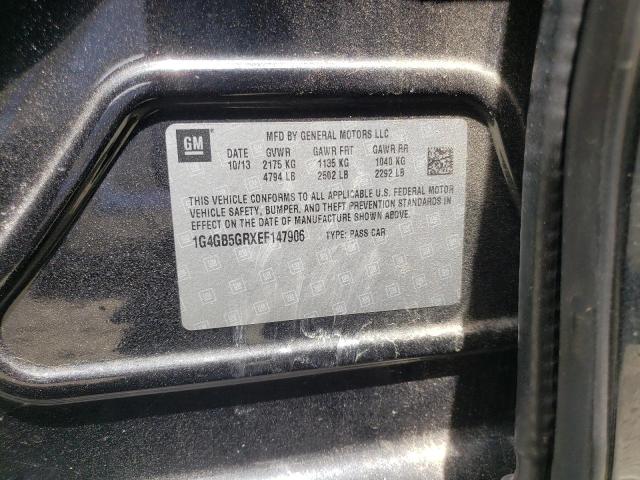 GM
MFD BY GENERAL MOTORS LLC
DATE GVWR GAWR FRT GAWR RR
10/13 2175 KG 1135 KG 1040 KG
4794 LB 2502 LB 2292 LB
THIS VEHICLE CONFORMS TO ALL APPLICABLE U.S. FEDERAL MOTOR
VEHICLE SAFETY, BUMPER, AND THEFT PREVENTION STANDARDS IN
EFFECT ON THE DATE OF MANUFACTURE SHOWN ABOVE.
1G4GB5GRXEF147906 TYPE: PASS CAR